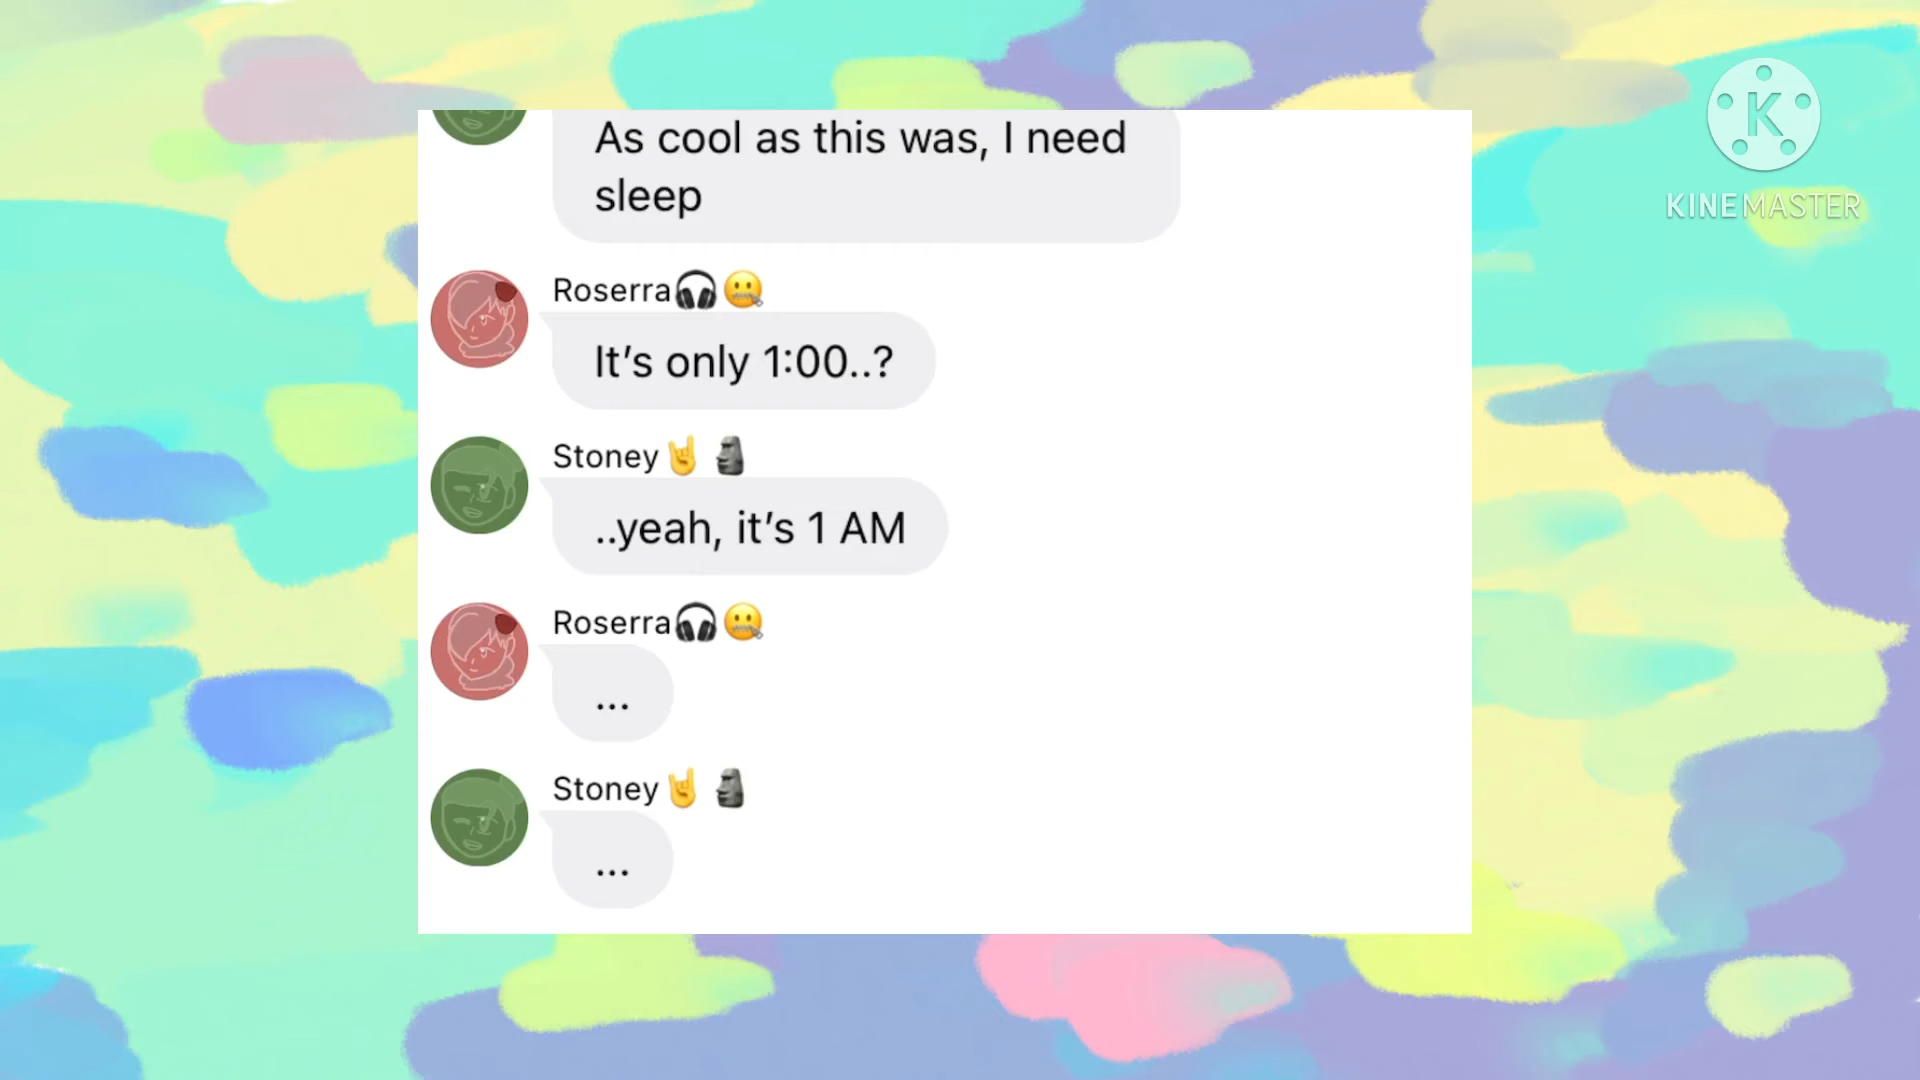 As cool as this was, I need
sleep
Roserra🎧🤐
It's only 1:00..?
Stoney🤘🗿
..yeah, it's 1 AM
Roserra🎧🤐
...
Stoney🤘🗿
...
K
KINEMASTER